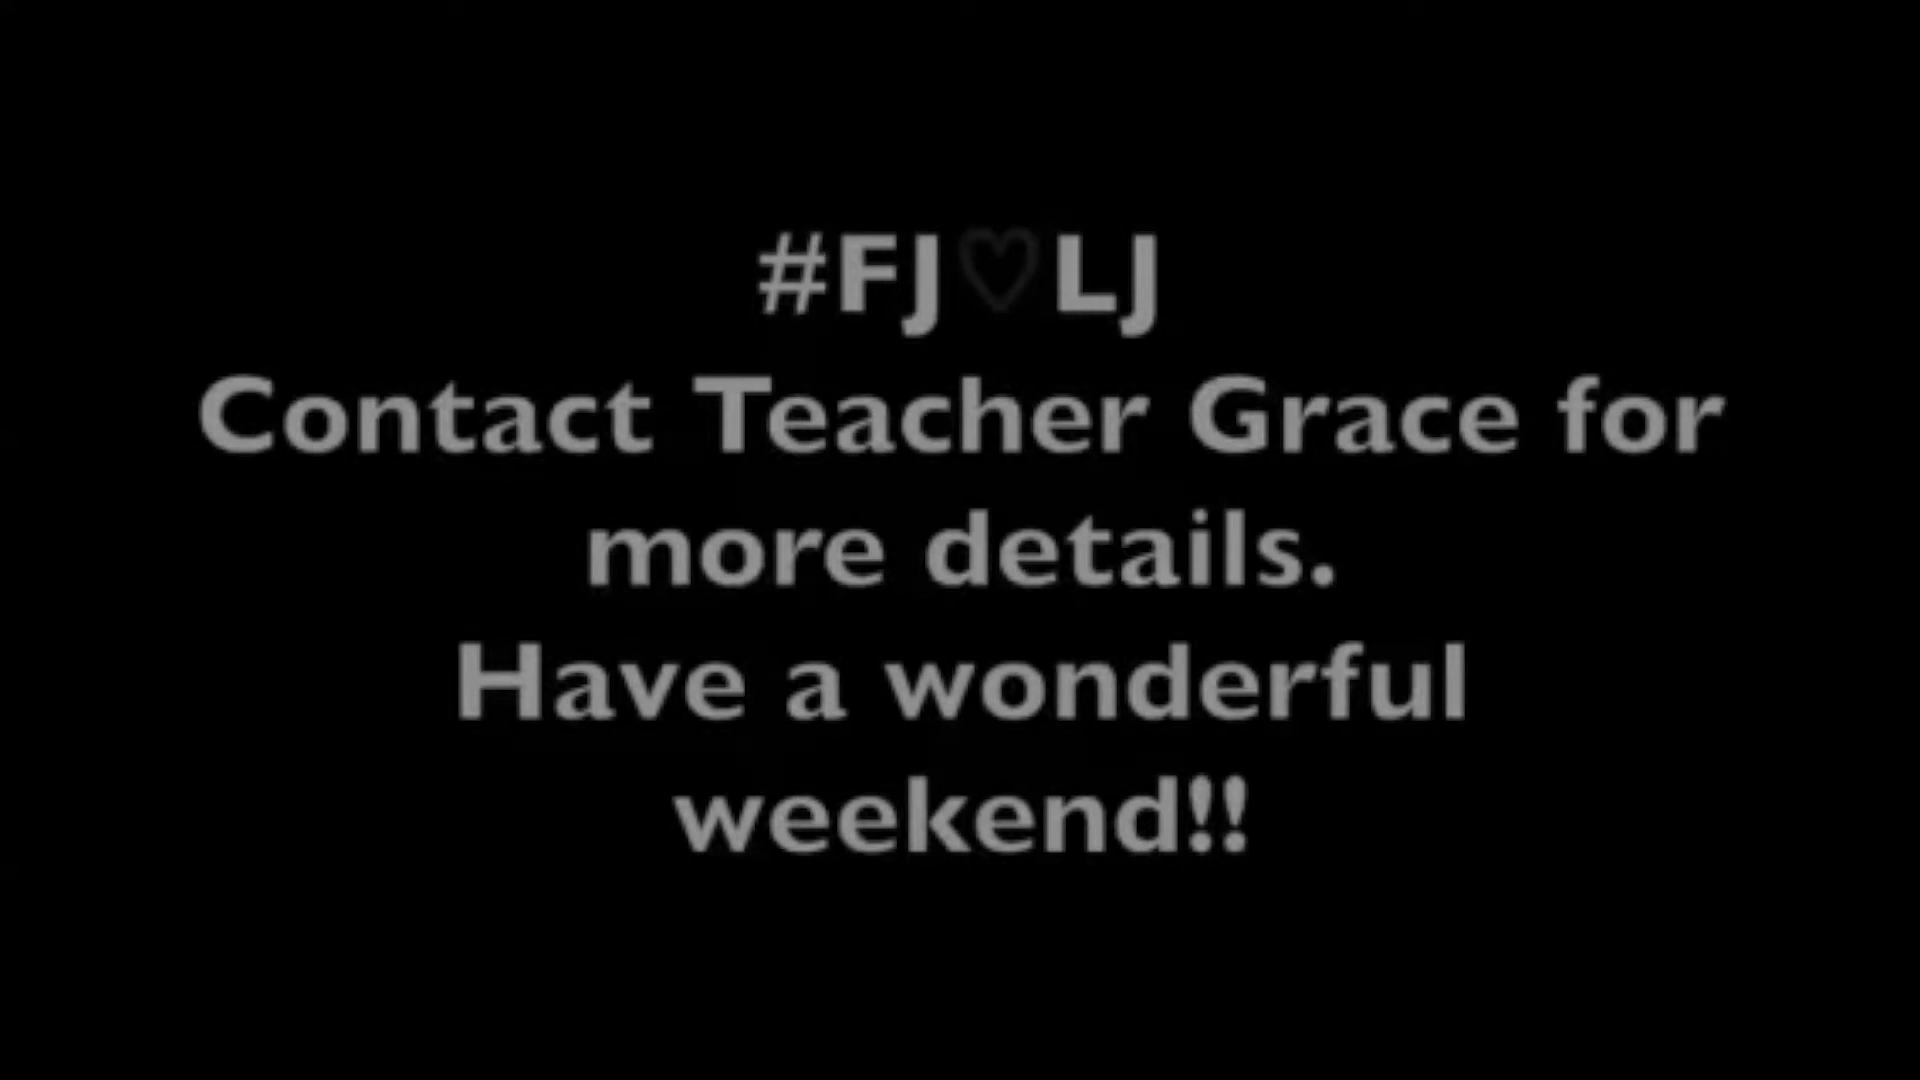 #FJ♡LJ
Contact Teacher Grace for
more details.
Have a wonderful
weekend!!